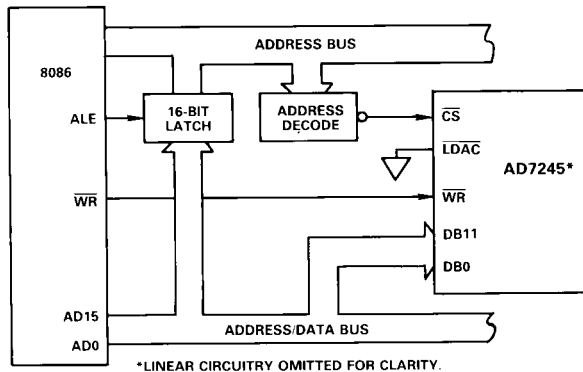 ADDRESS BUS
8086
16-BIT
LATCH
ADDRESS
DECODE
ALE
CS
LDAC
AD7245*
WR
WR
DB11
DB0
AD15
ADDRESS/DATA BUS
AD0
*LINEAR CIRCUITRY OMITTED FOR CLARITY.